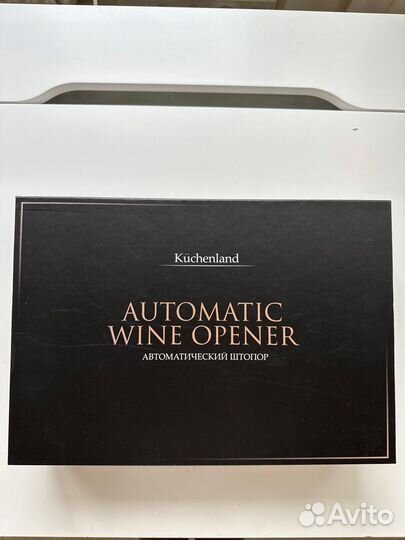 Küchenland
AUTOMATIC
WINE OPENER
АВТОМАТИЧЕСКИЙ ШТОПОР
Avito